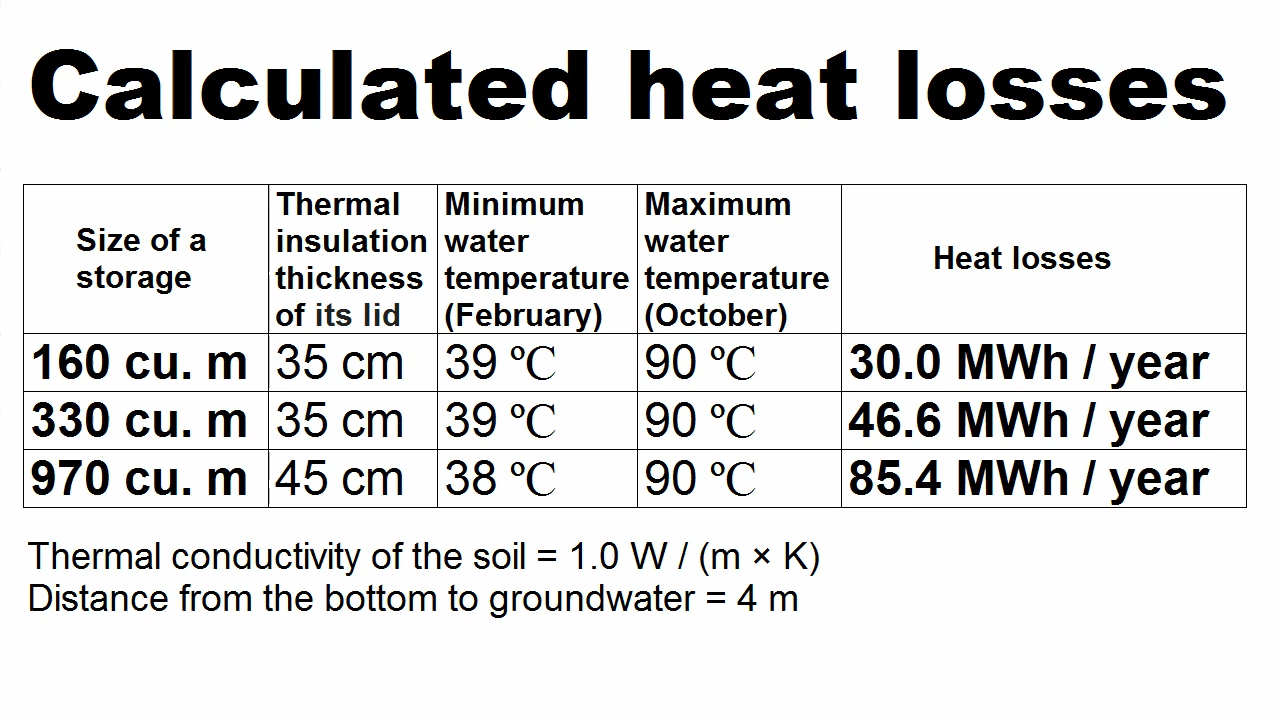 Calculated heat losses
Size of a storage | Thermal insulation thickness of its lid | Minimum water temperature (February) | Maximum water temperature (October) | Heat losses
160 cu. m | 35 cm | 39 ºC | 90 ºC | 30.0 MWh / year
330 cu. m | 35 cm | 39 ºC | 90 ºC | 46.6 MWh / year
970 cu. m | 45 cm | 38 ºC | 90 ºC | 85.4 MWh / year
Thermal conductivity of the soil = 1.0 W / (m × K)
Distance from the bottom to groundwater = 4 m